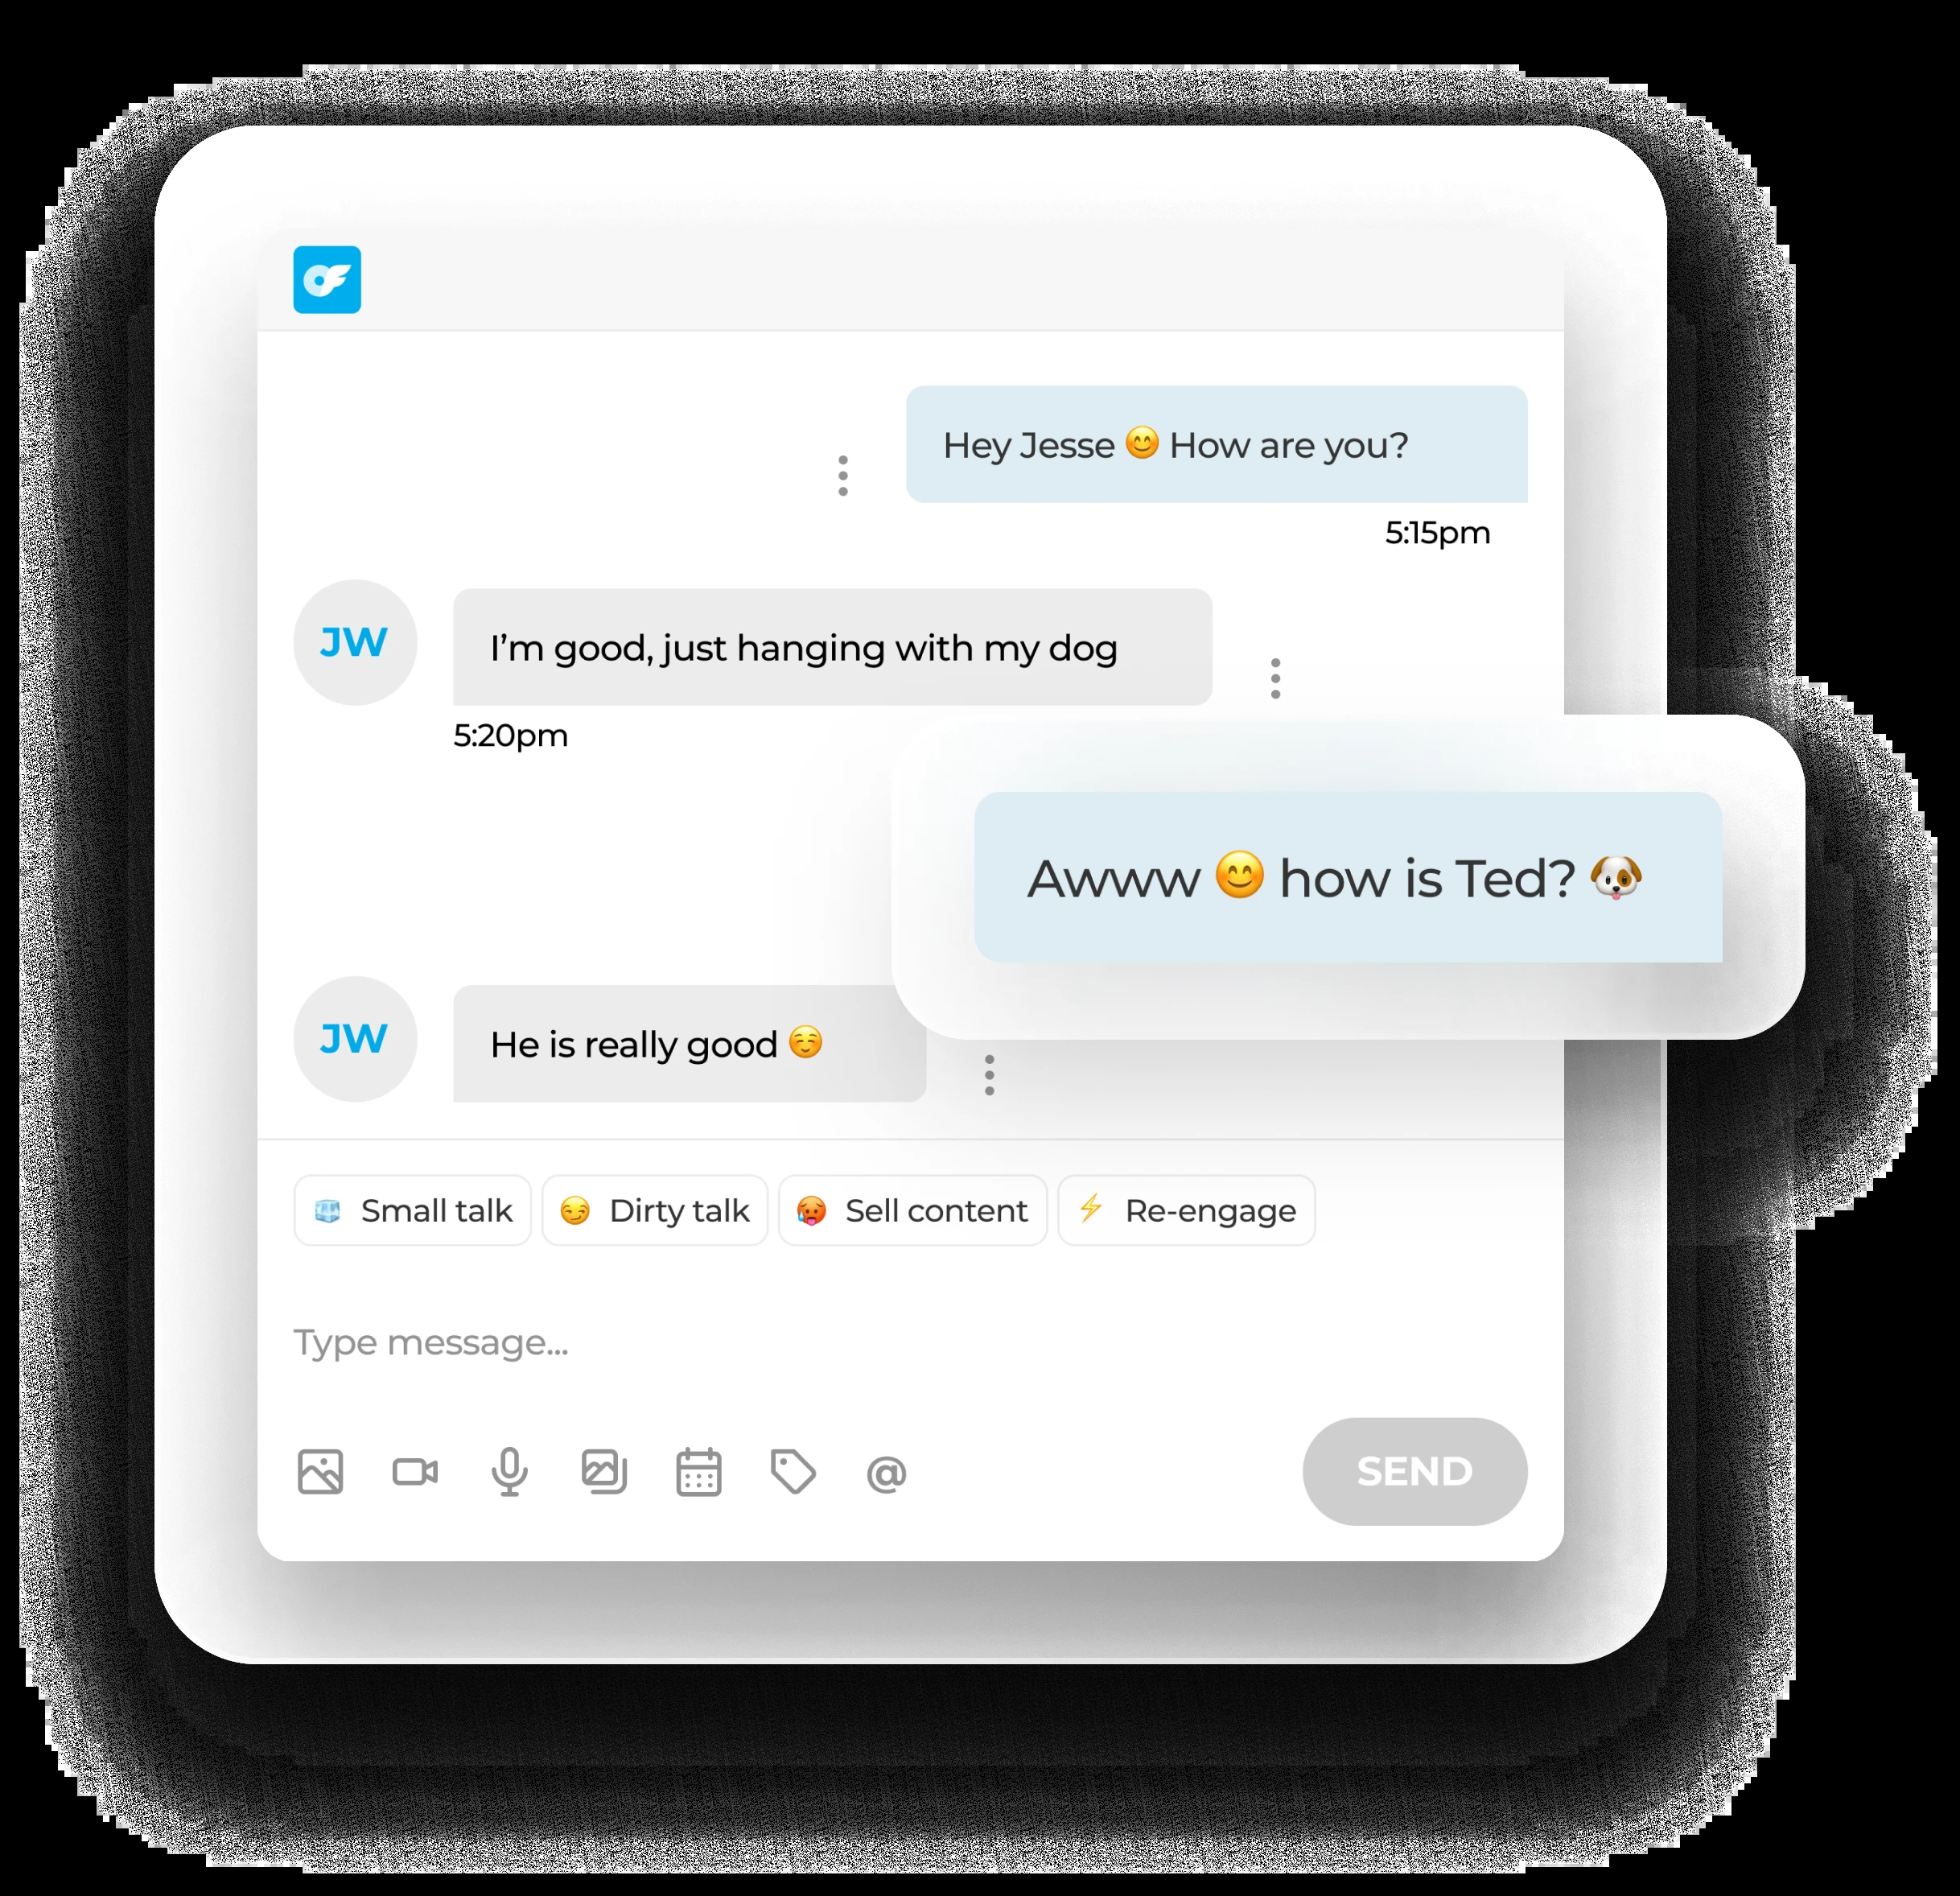 Hey Jesse 😊 How are you?
5:15pm
JW
I’m good, just hanging with my dog
5:20pm
Awww 😊 how is Ted? 🐶
JW
He is really good ☺️
Small talk
Dirty talk
Sell content
Re-engage
Type message...
@
SEND